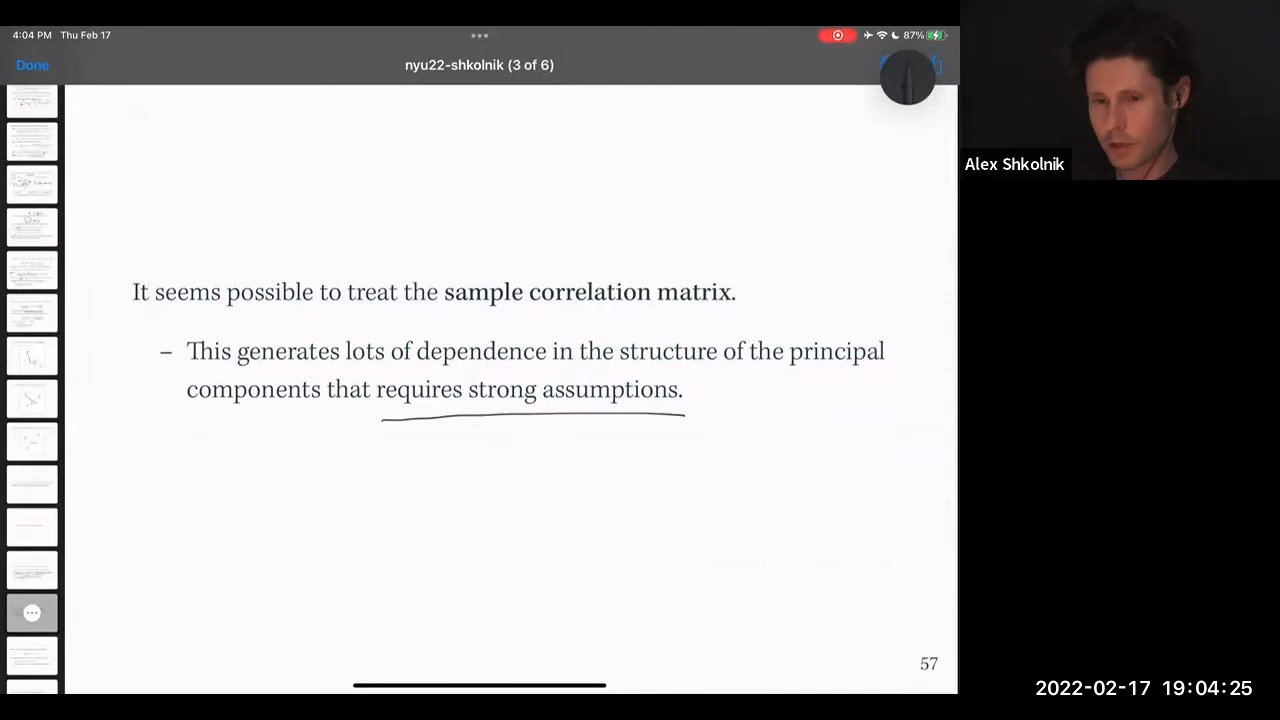 4:04 PM Thu Feb 17
87%
Done
nyu22-shkolnik (3 of 6)
Alex Shkolnik
It seems possible to treat the sample correlation matrix.
– This generates lots of dependence in the structure of the principal
components that requires strong assumptions.
57
2022-02-17 19:04:25